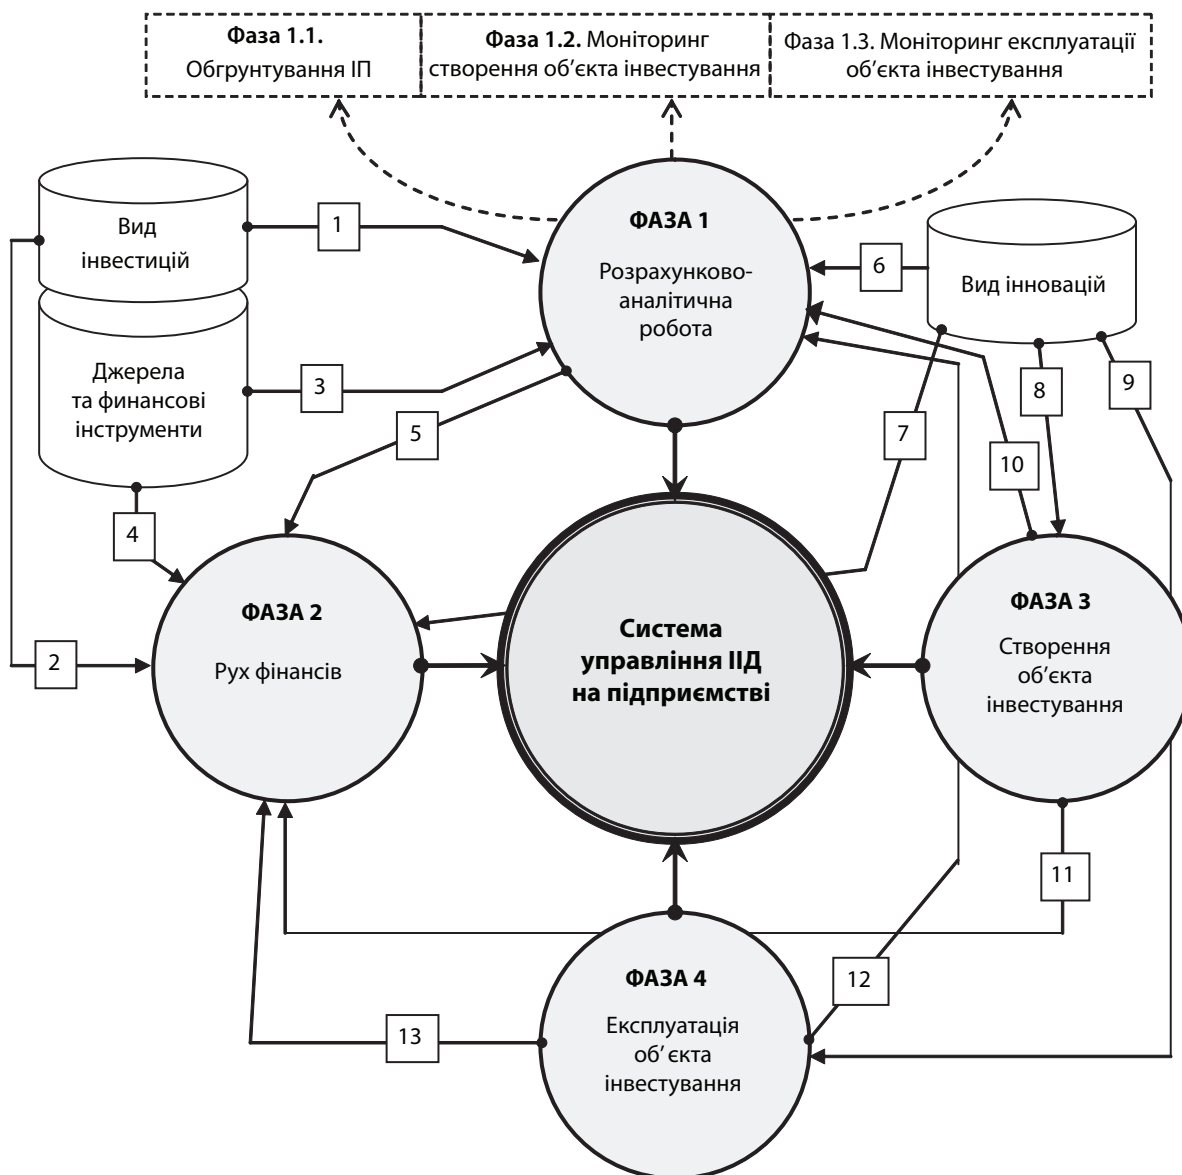 Фаза 1.1.
Обгрунтування ІП
Фаза 1.2. Моніторинг
створення об’єкта інвестування
Фаза 1.3. Моніторинг експлуатації
об’єкта інвестування
Вид
інвестицій
1
ФАЗА 1
Розрахунково-
аналітична
робота
6
Вид інновацій
Джерела
та финансові
інструменти
3
5
7
8
9
10
4
2
ФАЗА 2
Рух фінансів
Система
управління ІІД
на підприємстві
ФАЗА 3
Створення
об’єкта
інвестування
11
ФАЗА 4
Експлуатація
об’ єкта
інвестування
12
13